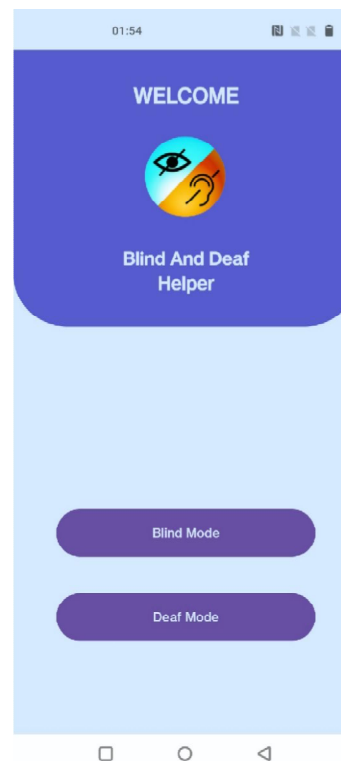 01:54
WELCOME
Blind And Deaf
Helper
Blind Mode
Deaf Mode